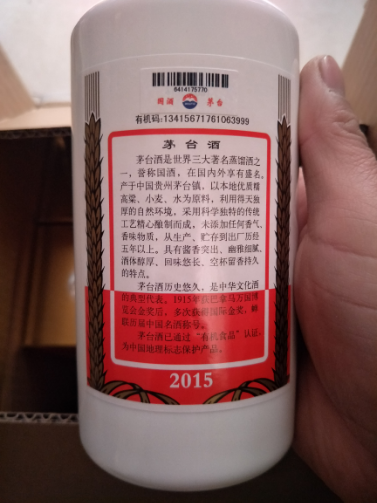 6414175770
国酒 茅台
有机码:13415671761063999
茅台酒
茅台酒是世界三大著名蒸馏酒之
一，誉称国酒，在国内外享有盛名，
产于中国贵州茅台镇、以本地优质糯
高粱、小麦、水为原料，利用得天独
厚的自然环境，采用科学独特的传统
工艺精心酿制而成，未添加任何香气、
香味物质，从生产、贮存到出厂历经
五年以上。具有酱香突出、幽雅细腻、
酒体醇厚、回味悠长、空杯留香持久
的特点。
茅台酒历史悠久，是中华文化酒
的典型代表。1915年在巴拿马万国博
览会金奖后，多次获得国际金奖，蝉
联历届中国名酒称号。
茅台酒已通过“有机食品”认证，
为中国地理标志保护产品。
2015